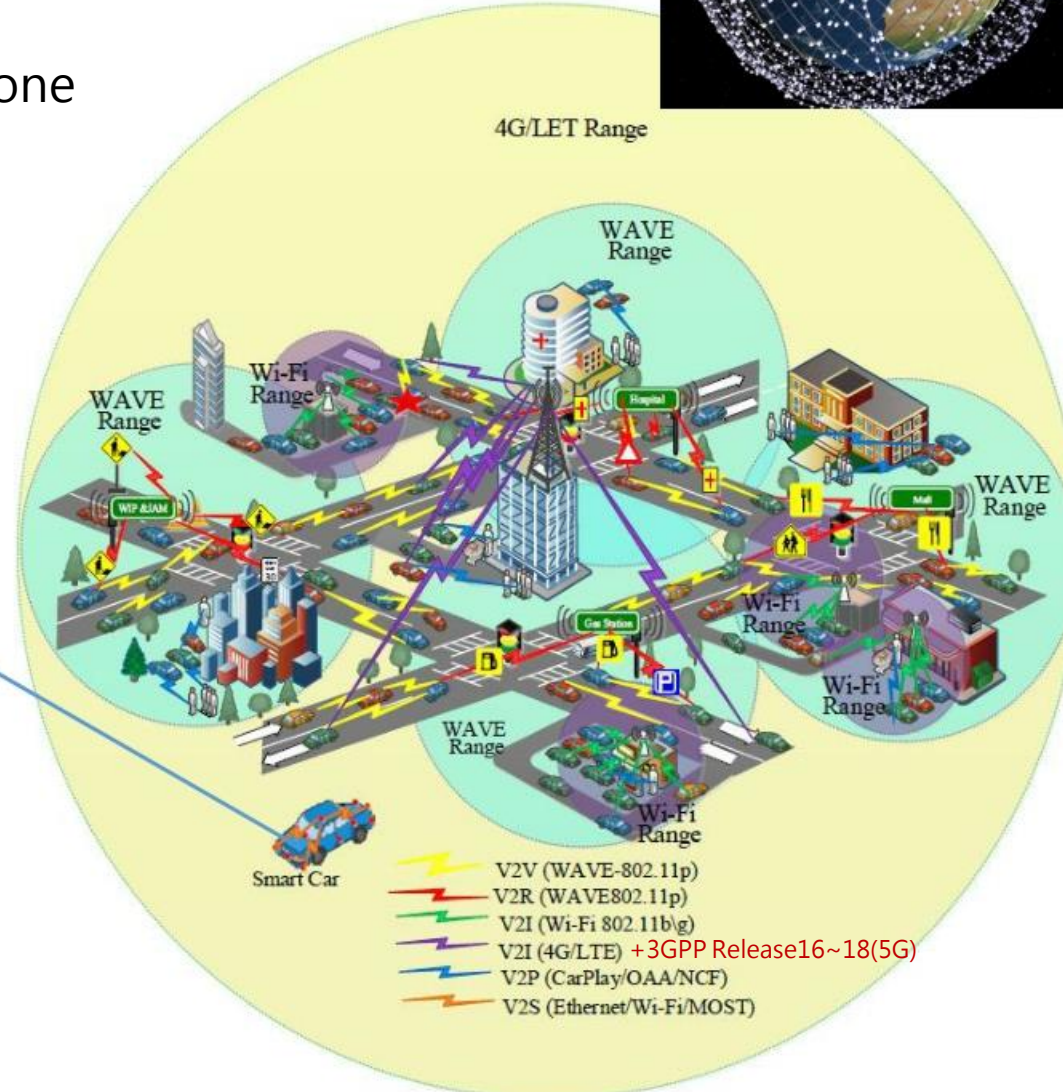 one
4G/LET Range
WAVE
Range
Wi-Fi
Range
WAVE
Range
Hospital
WIP &JAM
Mall
WAVE
Range
Wi-Fi
Range
Gas Station
Wi-Fi
Range
P
WAVE
Range
Wi-Fi
Range
Smart Car
V2V (WAVE-802.11p)
V2R (WAVE802.11p)
V2I (Wi-Fi 802.11b\g)
V2I (4G/LTE) +3GPP Release16~18(5G)
V2P (CarPlay/OAA/NCF)
V2S (Ethernet/Wi-Fi/MOST)